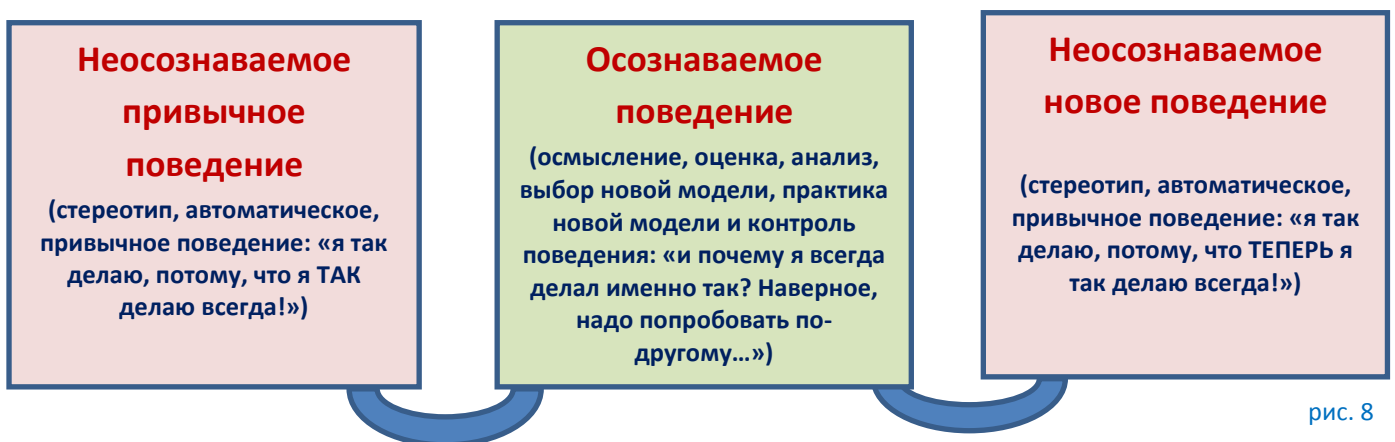 Неосознаваемое
привычное
поведение
(стереотип, автоматическое,
привычное поведение: «я так
делаю, потому, что я ТАК
делаю всегда!»)
Осознаваемое
поведение
(осмысление, оценка, анализ,
выбор новой модели, практика
новой модели и контроль
поведения: «и почему я всегда
делал именно так? Наверное,
надо попробовать по-
другому…»)
Неосознаваемое
новое поведение
(стереотип, автоматическое,
привычное поведение: «я так
делаю, потому, что ТЕПЕРЬ я
так делаю всегда!»)
рис. 8